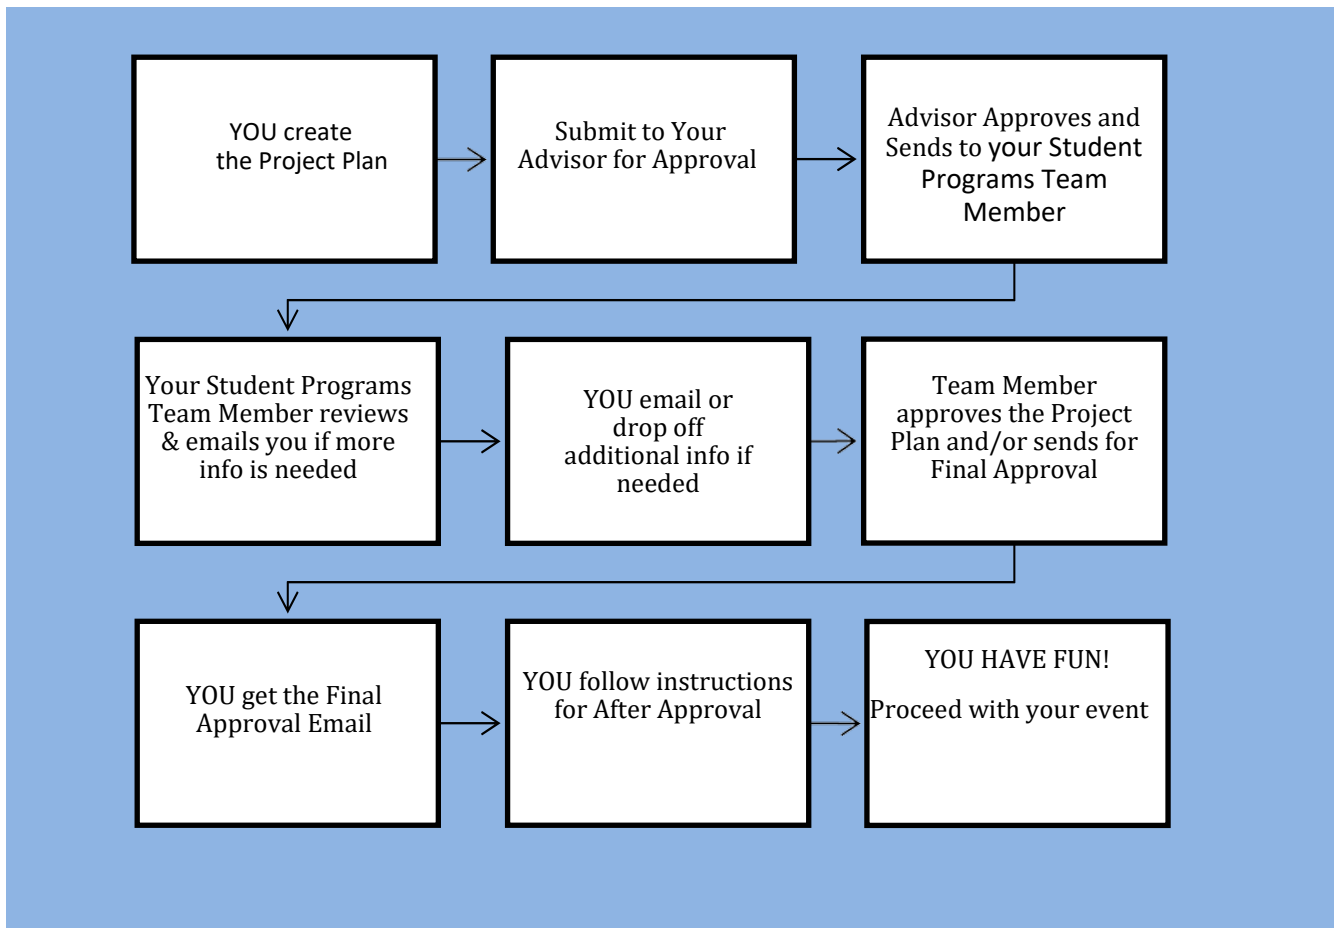 YOU create
the Project Plan
Submit to Your
Advisor for Approval
Advisor Approves and
Sends to your Student
Programs Team
Member
Your Student Programs
Team Member reviews
& emails you if more
info is needed
YOU email or
drop off
additional info if
needed
Team Member
approves the Project
Plan and/or sends for
Final Approval
YOU get the Final
Approval Email
YOU follow instructions
for After Approval
YOU HAVE FUN!
Proceed with your event